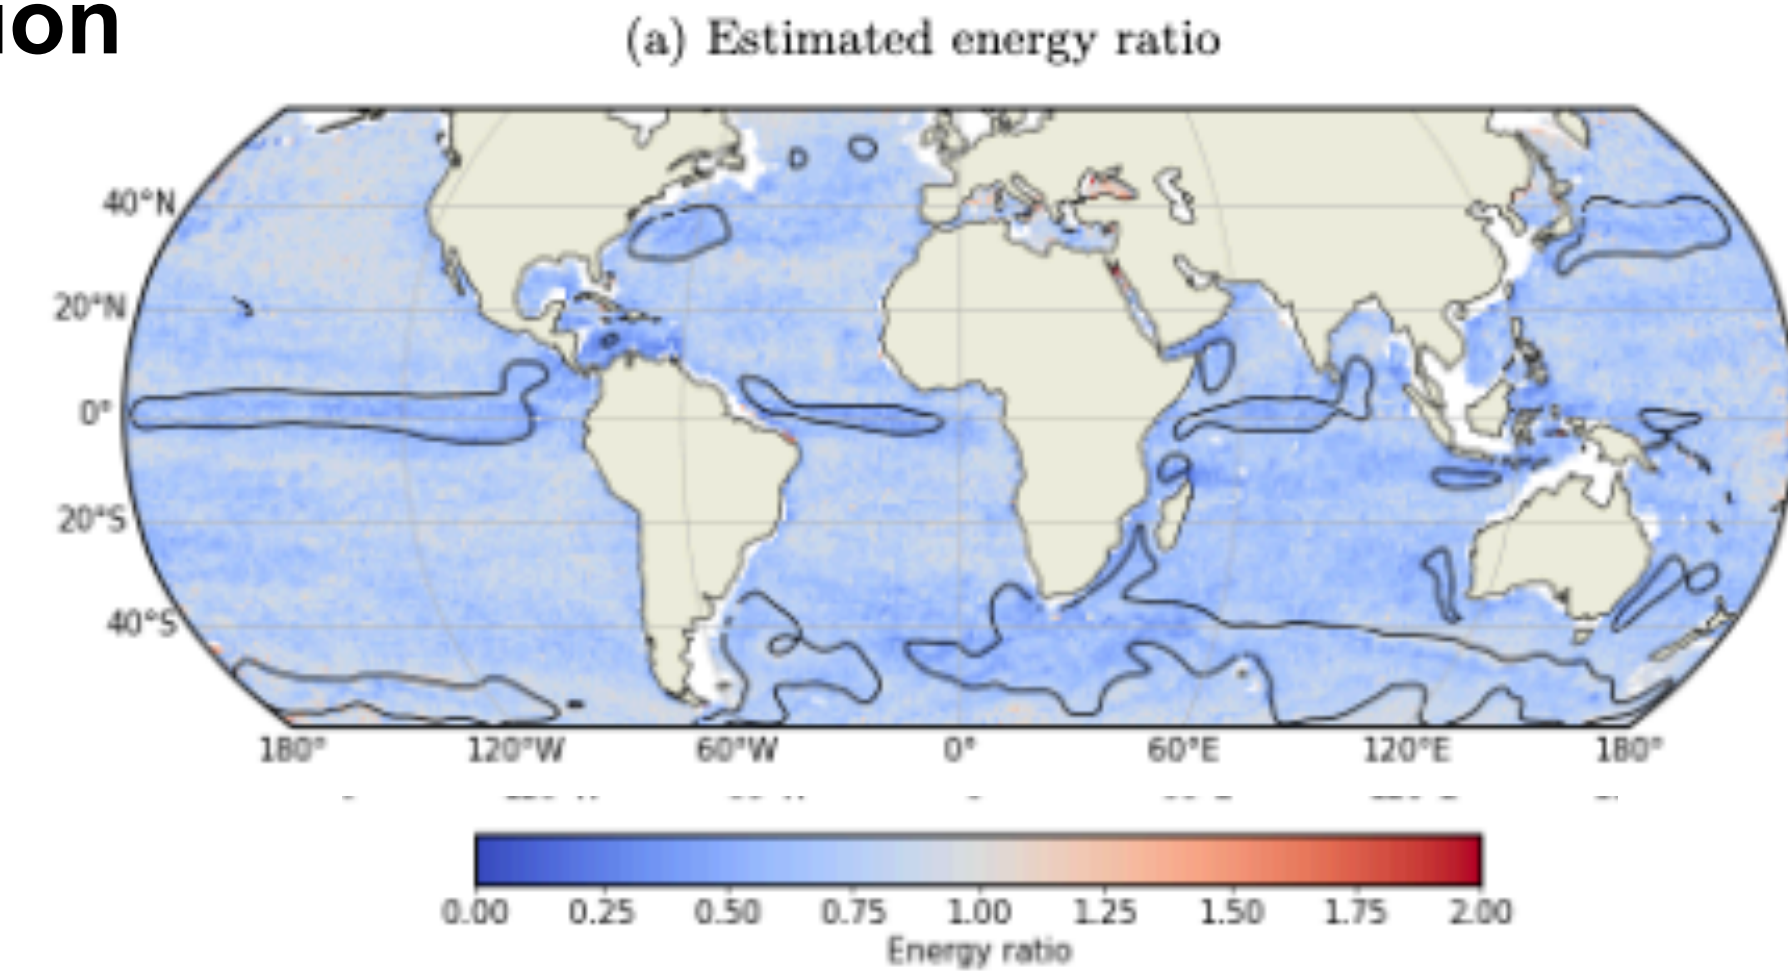 ion
(a) Estimated energy ratio
40°N
20°N
0°
20°S
40°S
180° 120°W 60°W 0° 60°E 120°E 180°
0.00 0.25 0.50 0.75 1.00 1.25 1.50 1.75 2.00
Energy ratio